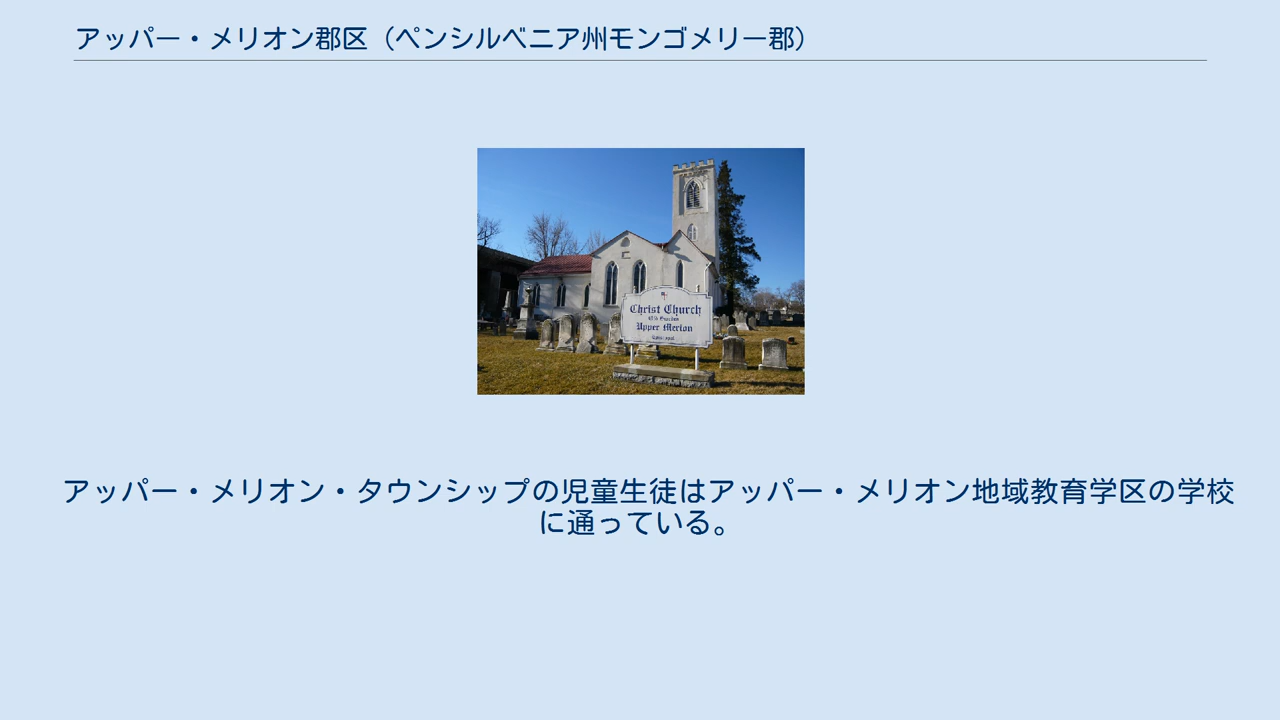 アッパー・メリオン郡区（ペンシルベニア州モンゴメリー郡）
Christ Church
Upper Merion
アッパー・メリオン・タウンシップの児童生徒はアッパー・メリオン地域教育学区の学校
に通っている。